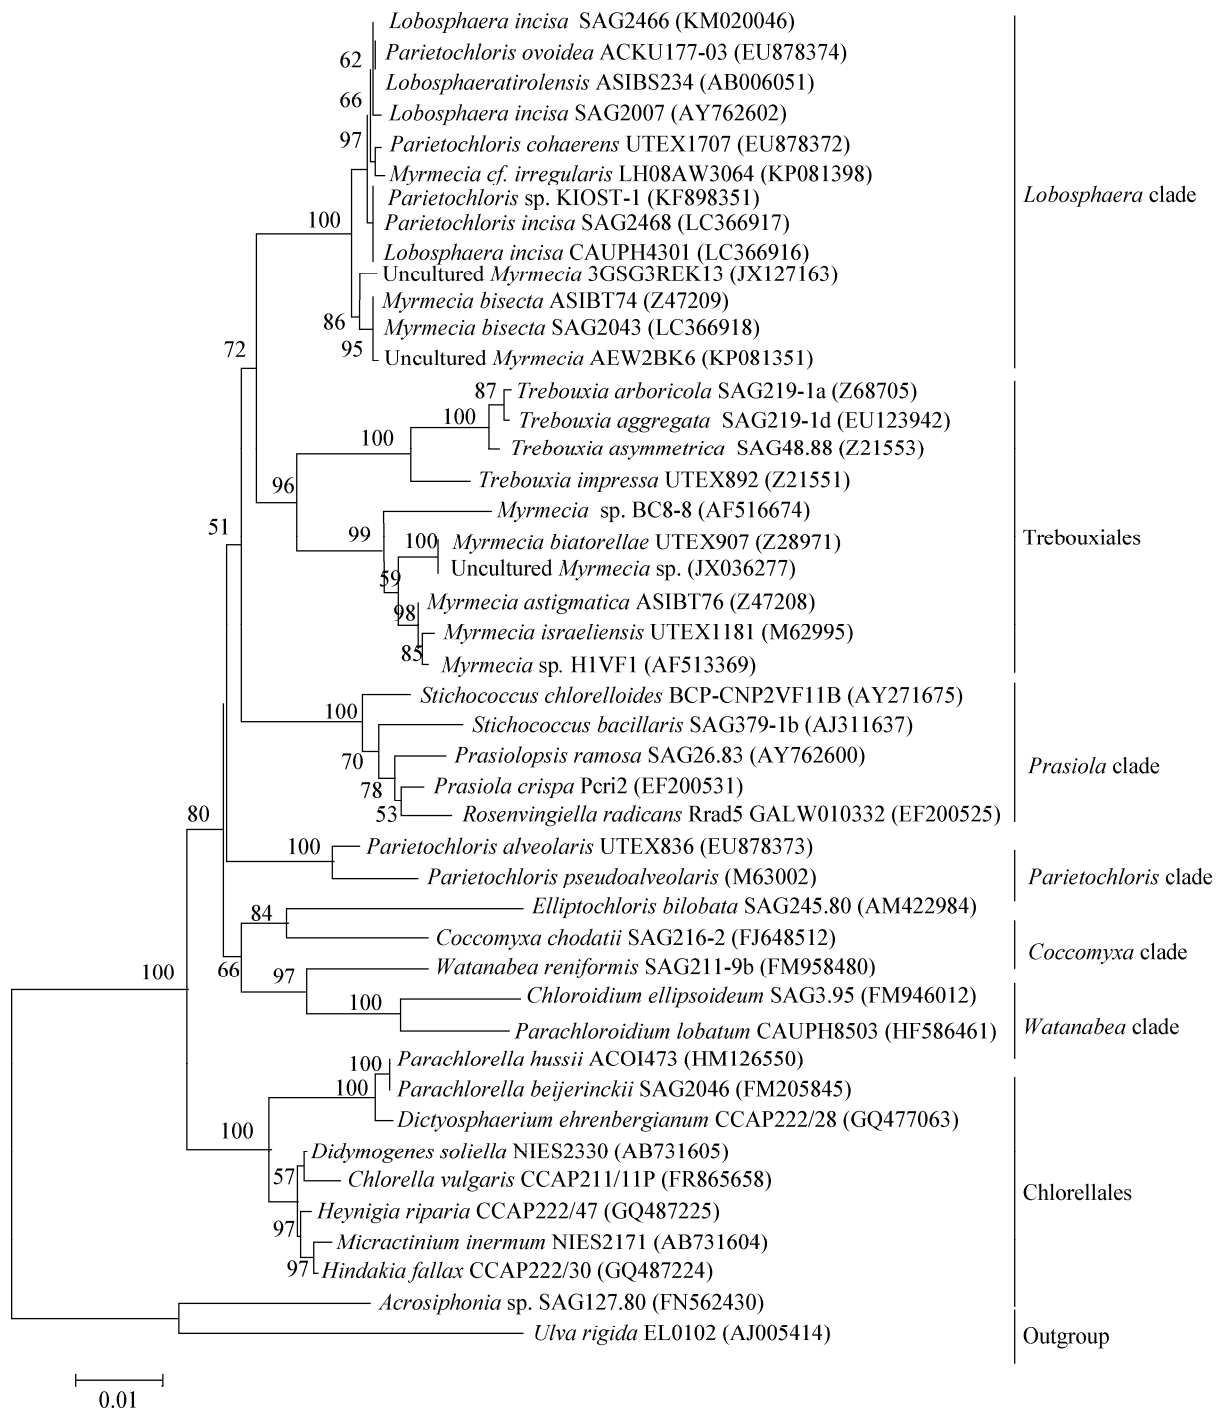 Lobosphaera incisa SAG2466 (KM020046)
62
Parietochloris ovoidea ACKU177-03 (EU878374)
Lobosphaeratirolensis ASIBS234 (AB006051)
66
Lobosphaera incisa SAG2007 (AY762602)
97
Parietochloris cohaerens UTEX1707 (EU878372)
Myrmecia cf. irregularis LH08AW3064 (KP081398)
Parietochloris sp. KIOST-1 (KF898351)
Lobosphaera clade
100
Parietochloris incisa SAG2468 (LC366917)
Lobosphaera incisa CAUPH4301 (LC366916)
Uncultured Myrmecia 3GSG3REK13 (JX127163)
Myrmecia bisecta ASIBT74 (Z47209)
86
Myrmecia bisecta SAG2043 (LC366918)
72
95
Uncultured Myrmecia AEW2BK6 (KP081351)
87
Trebouxia arboricola SAG219-1a (Z68705)
100
Trebouxia aggregata SAG219-1d (EU123942)
100
Trebouxia asymmetrica SAG48.88 (Z21553)
96
Trebouxia impressa UTEX892 (Z21551)
Myrmecia sp. BC8-8 (AF516674)
51
99
100
Myrmecia biatorellae UTEX907 (Z28971)
Trebouxiales
59
Uncultured Myrmecia sp. (JX036277)
98
Myrmecia astigmatica ASIBT76 (Z47208)
Myrmecia israeliensis UTEX1181 (M62995)
85
Myrmecia sp. H1VF1 (AF513369)
Stichococcus chlorelloides BCP-CNP2VF11B (AY271675)
100
Stichococcus bacillaris SAG379-1b (AJ311637)
70
Prasiolopsis ramosa SAG26.83 (AY762600)
Prasiola clade
78
Prasiola crispa Pcri2 (EF200531)
80
53
Rosenvingiella radicans Rrad5 GALW010332 (EF200525)
100
Parietochloris alveolaris UTEX836 (EU878373)
Parietochloris pseudoalveolaris (M63002)
Parietochloris clade
84
Elliptochloris bilobata SAG245.80 (AM422984)
Coccomyxa chodatii SAG216-2 (FJ648512)
Coccomyxa clade
100
66
97
Watanabea reniformis SAG211-9b (FM958480)
100
Chloroidium ellipsoideum SAG3.95 (FM946012)
Parachloroidium lobatum CAUPH8503 (HF586461)
Watanabea clade
100
Parachlorella hussii ACOI473 (HM126550)
100
Parachlorella beijerinckii SAG2046 (FM205845)
Dictyosphaerium ehrenbergianum CCAP222/28 (GQ477063)
100
Didymogenes soliella NIES2330 (AB731605)
57
Chlorella vulgaris CCAP211/11P (FR865658)
Chlorellales
97
Heynigia riparia CCAP222/47 (GQ487225)
Micractinium inermum NIES2171 (AB731604)
97
Hindakia fallax CCAP222/30 (GQ487224)
Acrosiphonia sp. SAG127.80 (FN562430)
Ulva rigida EL0102 (AJ005414)
Outgroup
0.01